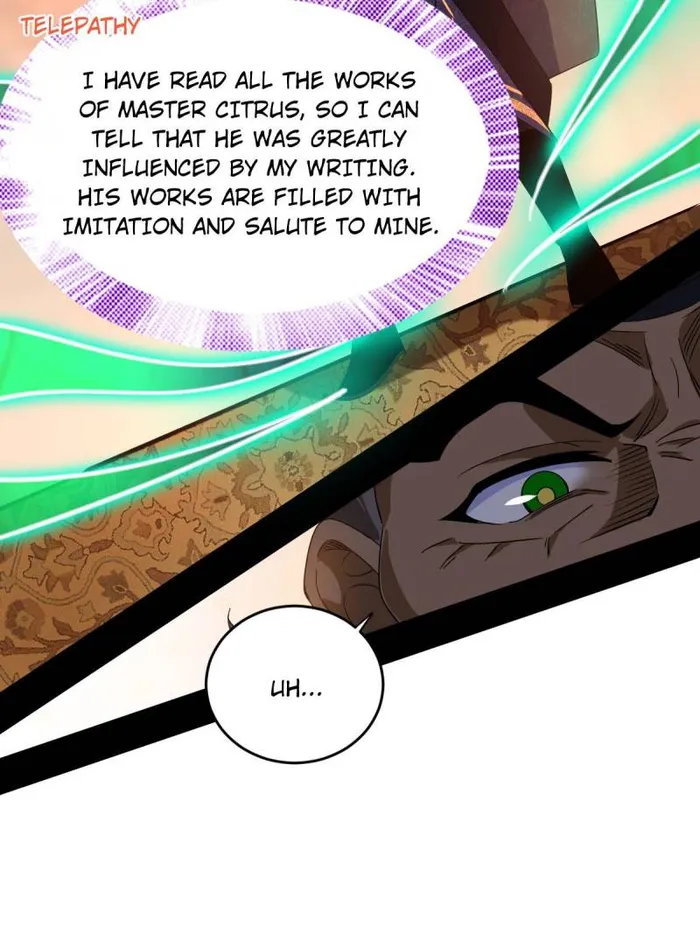 TELEPATHY
I HAVE READ ALL THE WORKS
OF MASTER CITRUS, SO I CAN
TELL THAT HE WAS GREATLY
INFLUENCED BY MY WRITING.
HIS WORKS ARE FILLED WITH
IMITATION AND SALUTE TO MINE.
UH...